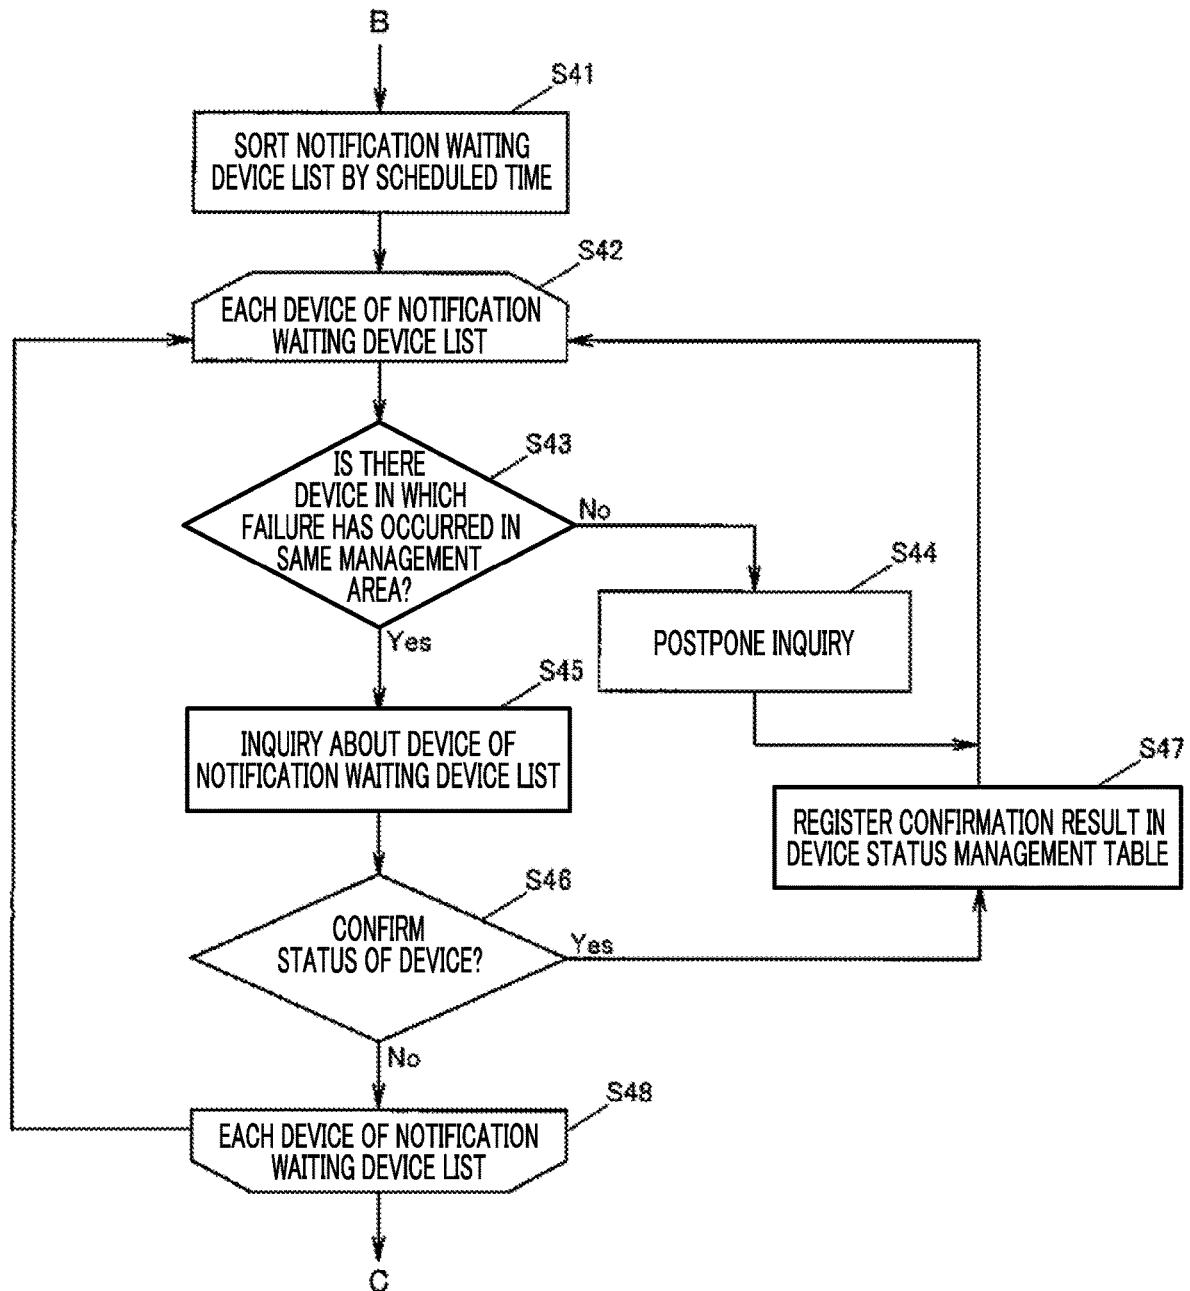 B
S41
SORT NOTIFICATION WAITING
DEVICE LIST BY SCHEDULED TIME
S42
EACH DEVICE OF NOTIFICATION
WAITING DEVICE LIST
S43
IS THERE
DEVICE IN WHICH
FAILURE HAS OCCURRED IN
SAME MANAGEMENT
AREA?
No
S44
POSTPONE INQUIRY
Yes
S45
INQUIRY ABOUT DEVICE OF
NOTIFICATION WAITING DEVICE LIST
S47
REGISTER CONFIRMATION RESULT IN
DEVICE STATUS MANAGEMENT TABLE
S46
CONFIRM
STATUS OF DEVICE?
Yes
No
S48
EACH DEVICE OF NOTIFICATION
WAITING DEVICE LIST
C